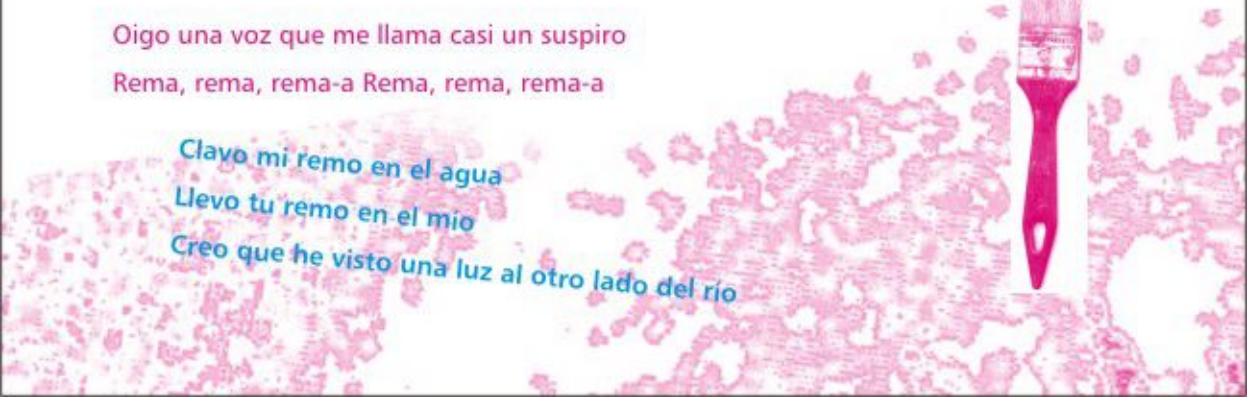 Oigo una voz que me llama casi un suspiro
Rema, rema, rema-a Rema, rema, rema-a
Clavo mi remo en el agua
Llevo tu remo en el mío
Creo que he visto una luz al otro lado del río